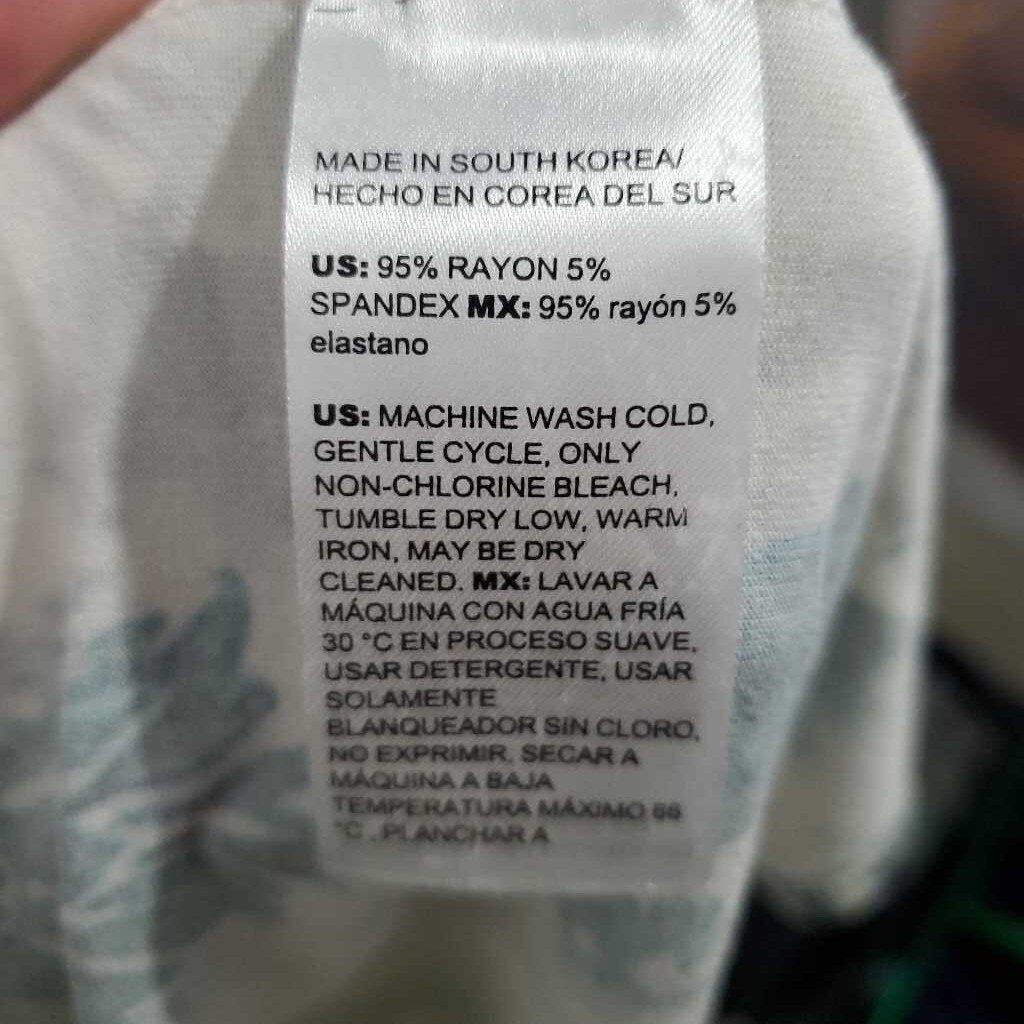 MADE IN SOUTH KOREA/
HECHO EN COREA DEL SUR
US: 95% RAYON 5%
SPANDEX MX: 95% rayón 5%
elastano
US: MACHINE WASH COLD,
GENTLE CYCLE, ONLY
NON-CHLORINE BLEACH,
TUMBLE DRY LOW, WARM
IRON, MAY BE DRY
CLEANED. MX: LAVAR A
MÁQUINA CON AGUA FRÍA
30 °C EN PROCESO SUAVE,
USAR DETERGENTE, USAR
SOLAMENTE
BLANQUEADOR SIN CLORO,
NO EXPRIMIR, SECAR A
MÁQUINA A BAJA
TEMPERATURA MÁXIMO
°C , PLANCHAR A